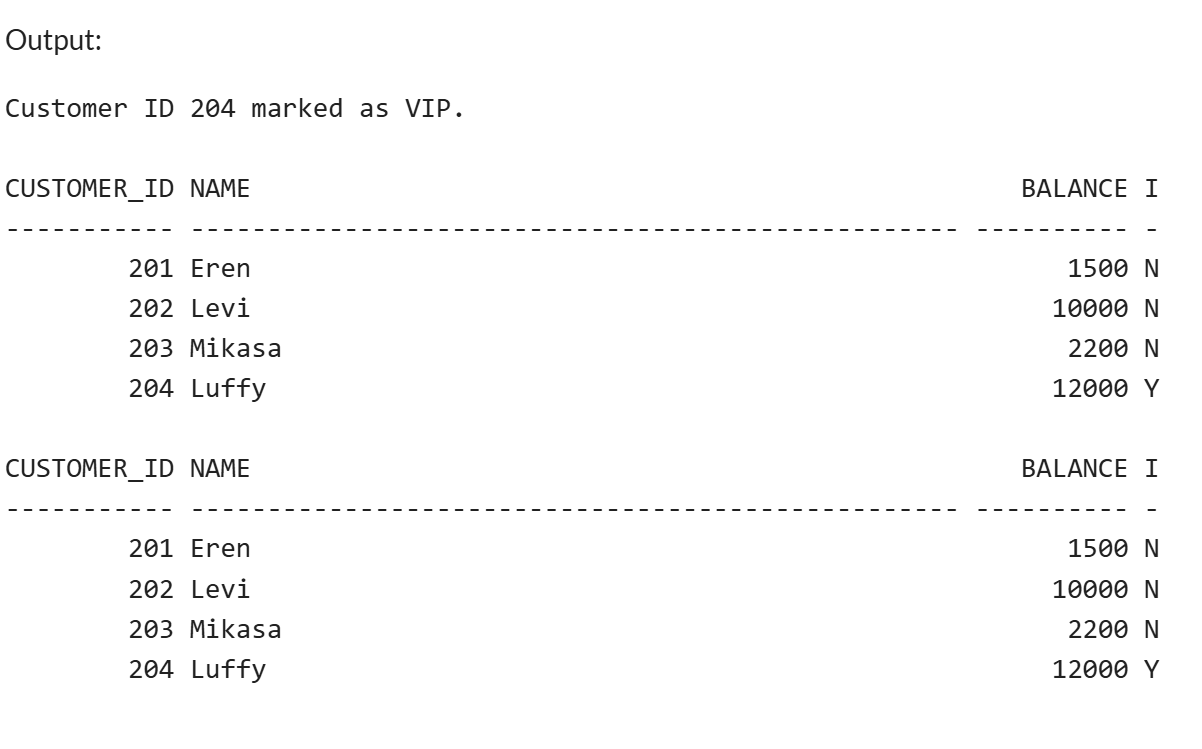 Output:
Customer ID 204 marked as VIP.
CUSTOMER_ID NAME                                                BALANCE I
----------- -------------------------------------------------- ---------- -
        201 Eren                                                     1500 N
        202 Levi                                                    10000 N
        203 Mikasa                                                   2200 N
        204 Luffy                                                   12000 Y
CUSTOMER_ID NAME                                                BALANCE I
----------- -------------------------------------------------- ---------- -
        201 Eren                                                     1500 N
        202 Levi                                                    10000 N
        203 Mikasa                                                   2200 N
        204 Luffy                                                   12000 Y